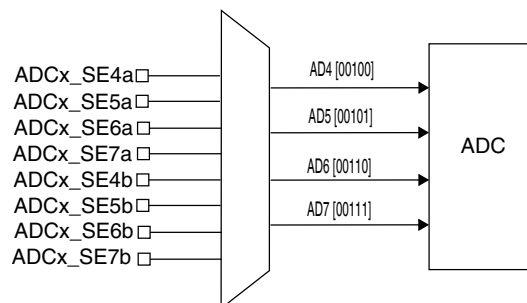 ADCx_SE4a
ADCx_SE5a
ADCx_SE6a
ADCx_SE7a
ADCx_SE4b
ADCx_SE5b
ADCx_SE6b
ADCx_SE7b
AD4 [00100]
AD5 [00101]
AD6 [00110]
AD7 [00111]
ADC